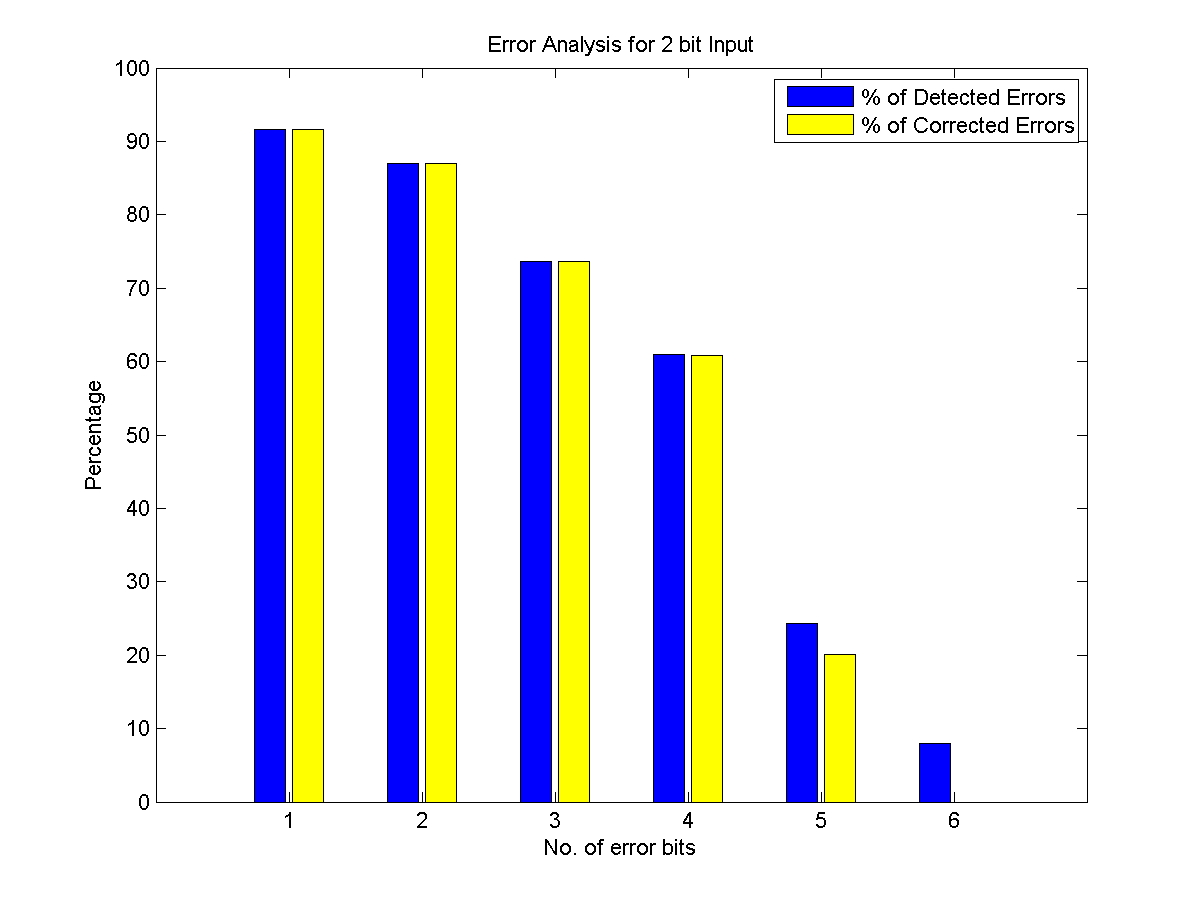 Error Analysis for 2 bit Input
% of Detected Errors
% of Corrected Errors
100
90
80
70
60
50
40
30
20
10
0
Percentage
1 2 3 4 5 6
No. of error bits